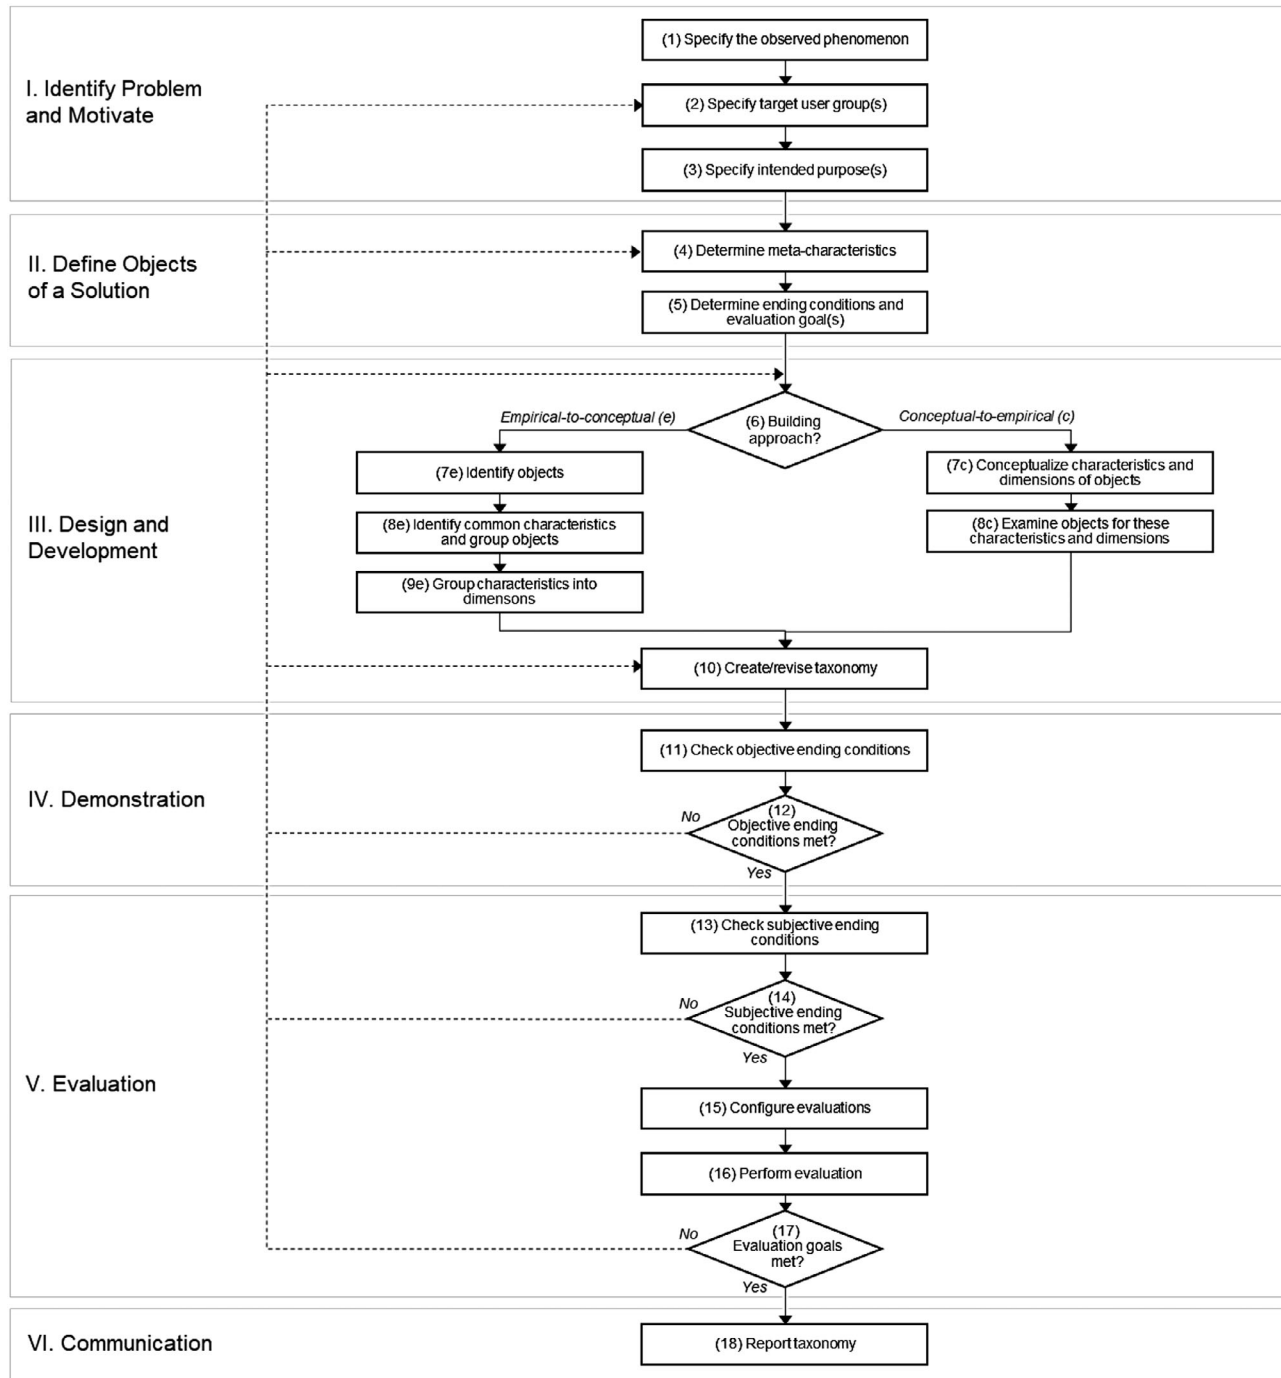 I. Identify Problem
and Motivate
(1) Specify the observed phenomenon
(2) Specify target user group(s)
(3) Specify intended purpose(s)
II. Define Objects
of a Solution
(4) Determine meta-characteristics
(5) Determine ending conditions and
evaluation goal(s)
III. Design and
Development
Empirical-to-conceptual (e)
(6) Building
approach?
Conceptual-to-empirical (c)
(7e) Identify objects
(8e) Identify common characteristics
and group objects
(9e) Group characteristics into
dimensons
(7c) Conceptualize characteristics and
dimensions of objects
(8c) Examine objects for these
characteristics and dimensions
(10) Create/revise taxonomy
IV. Demonstration
(11) Check objective ending conditions
No
(12)
Objective ending
conditions met?
Yes
V. Evaluation
(13) Check subjective ending
conditions
No
(14)
Subjective ending
conditions met?
Yes
(15) Configure evaluations
(16) Perform evaluation
No
(17)
Evaluation goals
met?
Yes
VI. Communication
(18) Report taxonomy